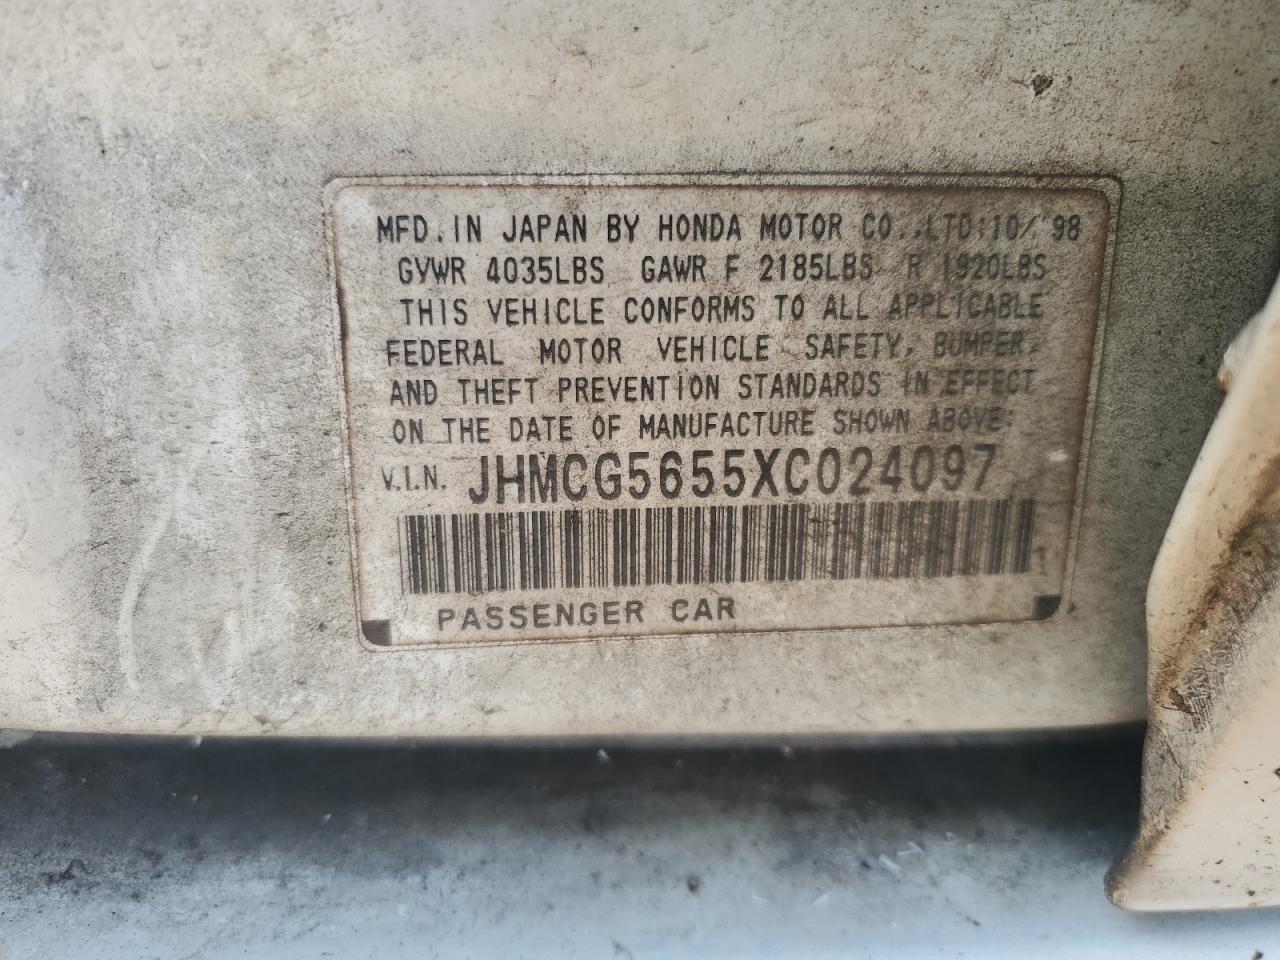 MFD. IN JAPAN BY HONDA MOTOR CO., LTD: 10/'98
GVWR 4035LBS GAWR F 2185LBS R 1920LBS
THIS VEHICLE CONFORMS TO ALL APPLICABLE
FEDERAL MOTOR VEHICLE SAFETY, BUMPER,
AND THEFT PREVENTION STANDARDS IN EFFECT
ON THE DATE OF MANUFACTURE SHOWN ABOVE:
V.I.N. JHMCG5655XC024097
PASSENGER CAR